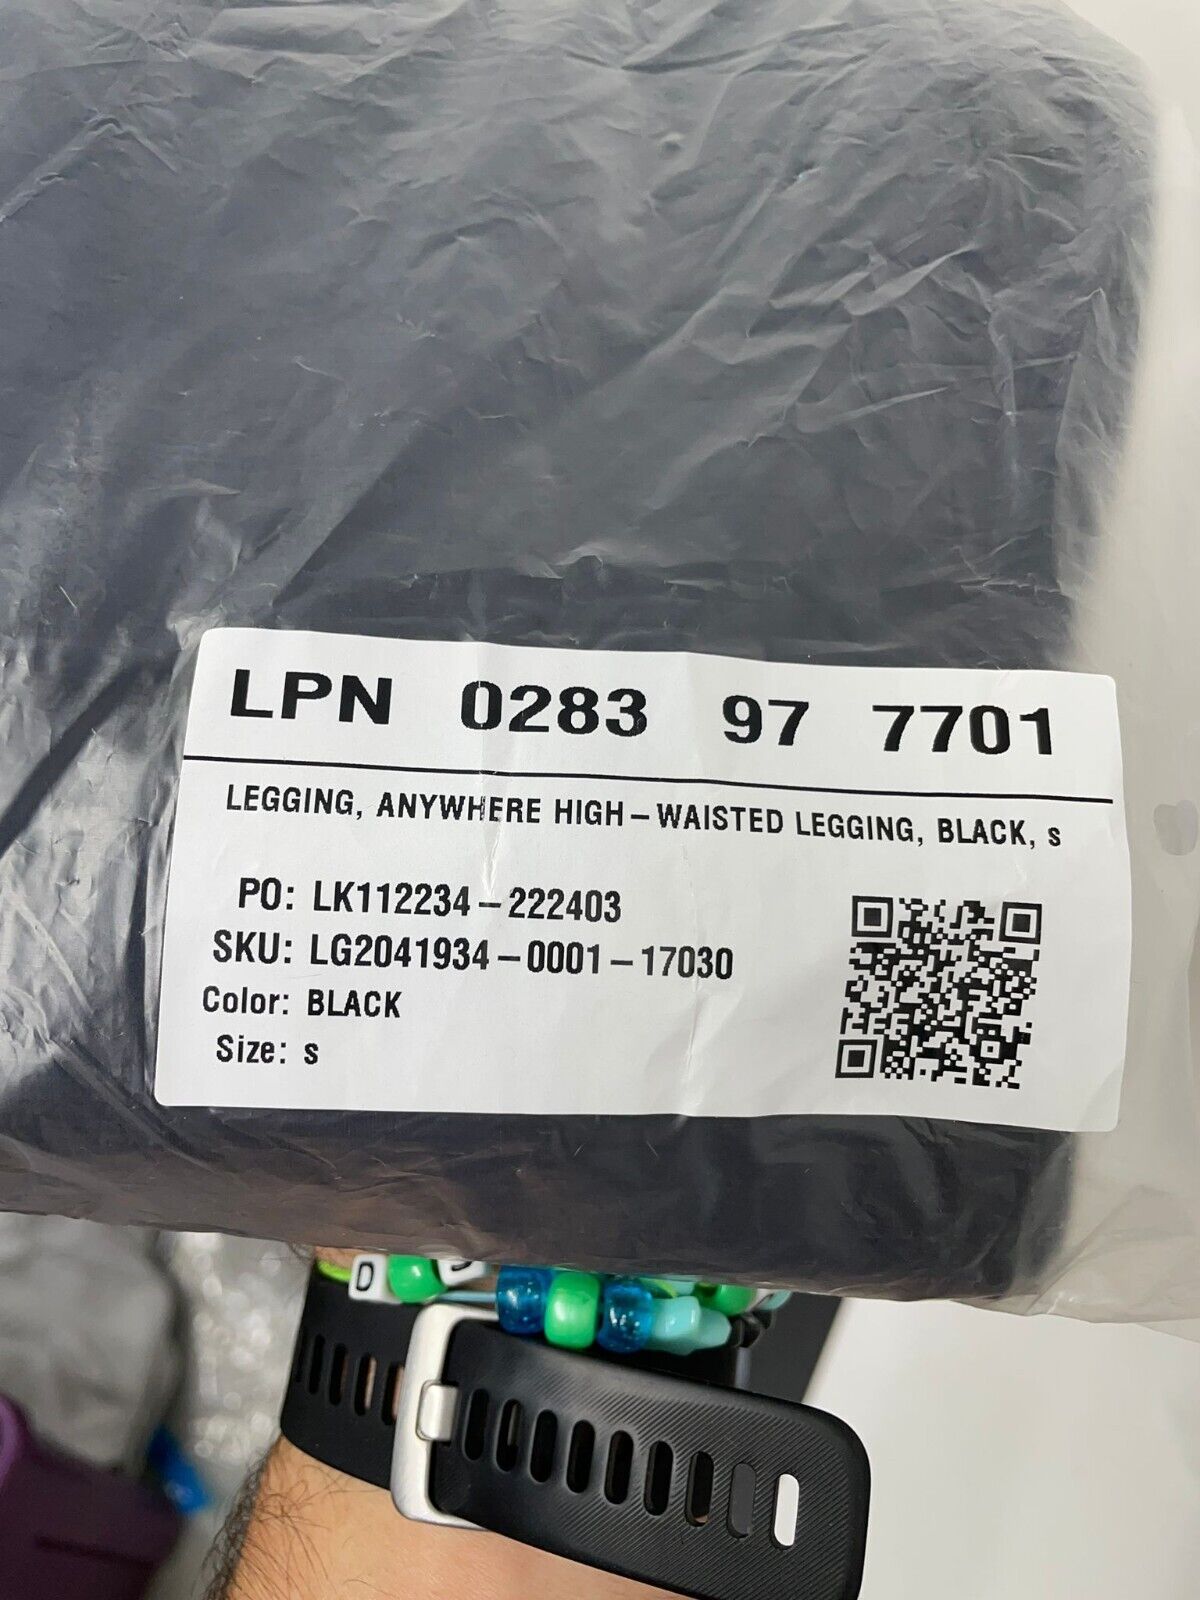 LPN 0283 97 7701
LEGGING, ANYWHERE HIGH-WAISTED LEGGING, BLACK, s
PO: LK112234-222403
SKU: LG2041934-0001-17030
Color: BLACK
Size: s
D